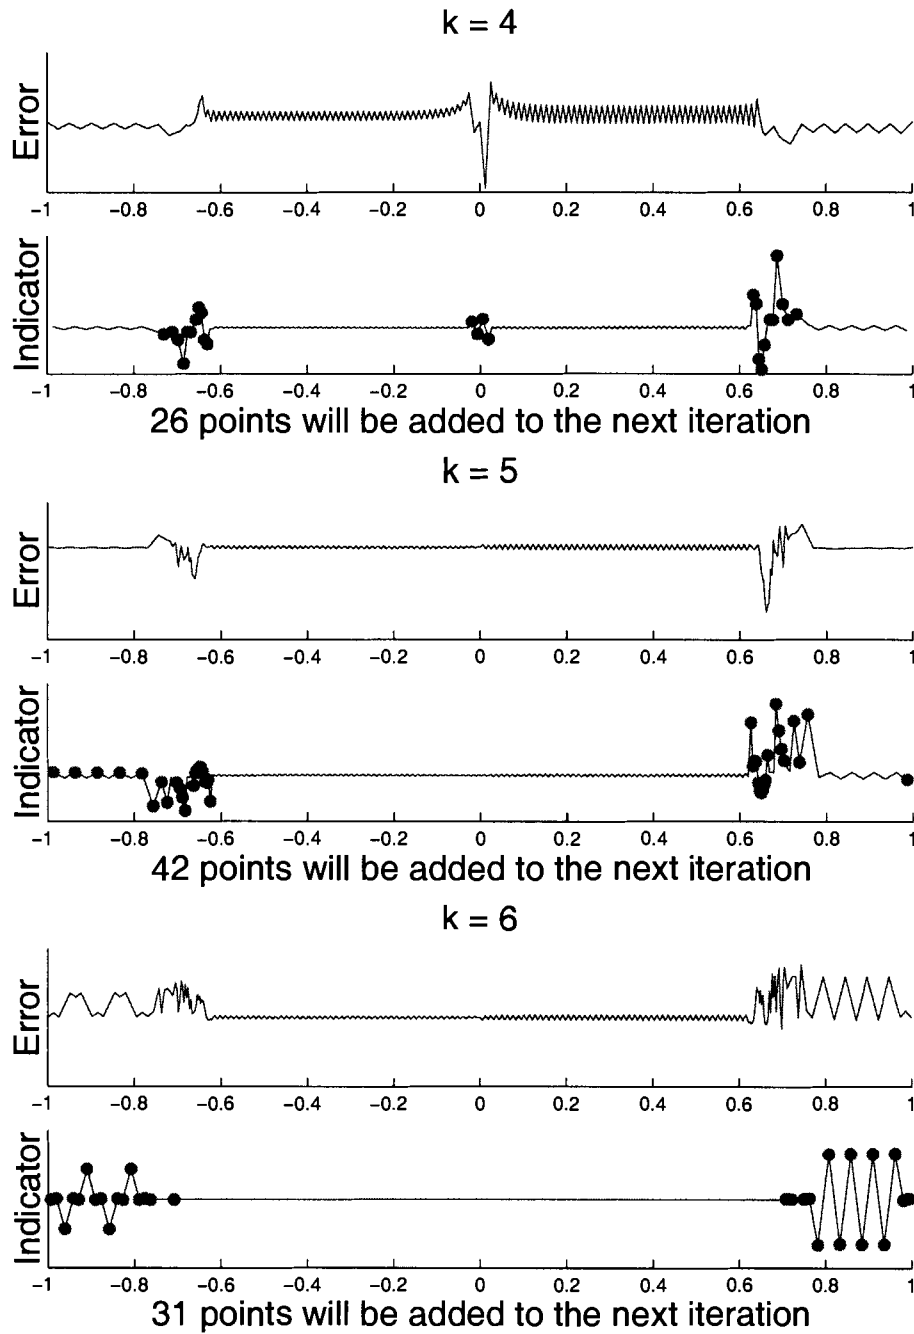 k = 4
Error
−1 −0.8 −0.6 −0.4 −0.2 0 0.2 0.4 0.6 0.8 1
Indicator
−1 −0.8 −0.6 −0.4 −0.2 0 0.2 0.4 0.6 0.8 1
26 points will be added to the next iteration
k = 5
Error
−1 −0.8 −0.6 −0.4 −0.2 0 0.2 0.4 0.6 0.8 1
Indicator
−1 −0.8 −0.6 −0.4 −0.2 0 0.2 0.4 0.6 0.8 1
42 points will be added to the next iteration
k = 6
Error
−1 −0.8 −0.6 −0.4 −0.2 0 0.2 0.4 0.6 0.8 1
Indicator
−1 −0.8 −0.6 −0.4 −0.2 0 0.2 0.4 0.6 0.8 1
31 points will be added to the next iteration